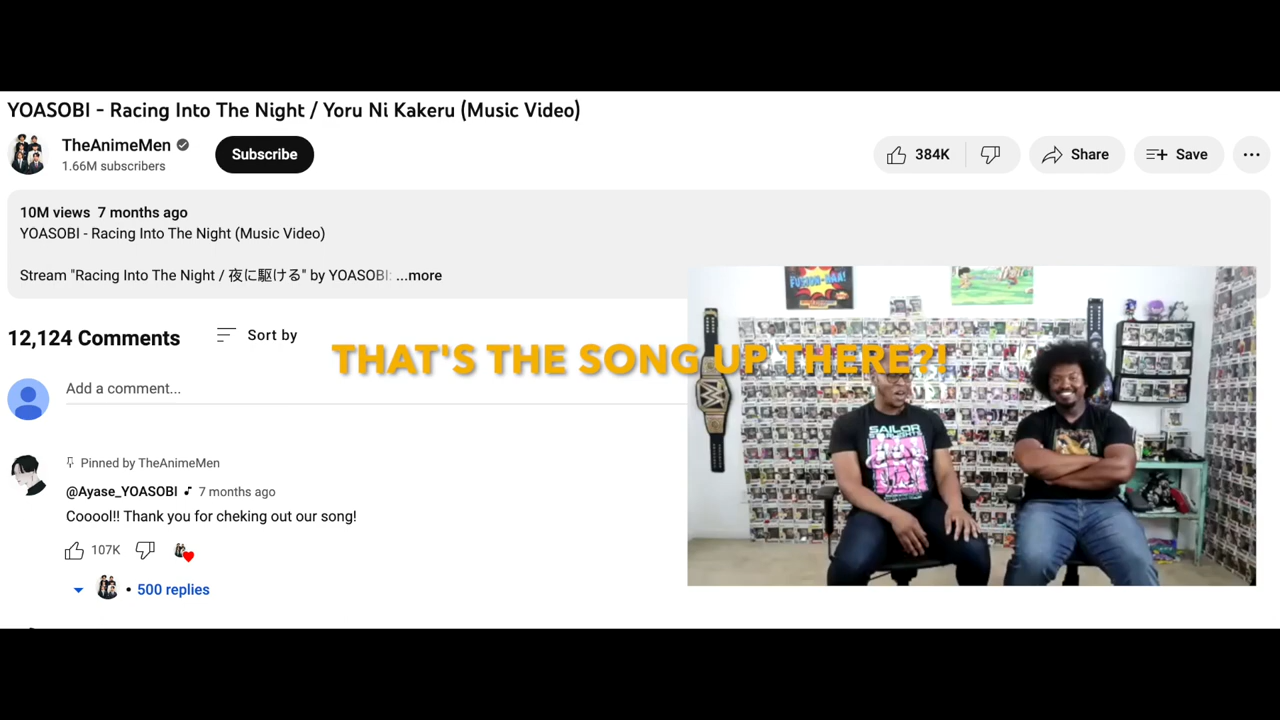 YOASOBI - Racing Into The Night / Yoru Ni Kakeru (Music Video)
TheAnimeMen
1.66M subscribers
Subscribe
384K
Share
Save
10M views 7 months ago
YOASOBI - Racing Into The Night (Music Video)
Stream "Racing Into The Night / 夜に駆ける" by YOASOBI: ...more
12,124 Comments
Sort by
THAT'S THE SONG UP THERE?!
Add a comment...
Pinned by TheAnimeMen
@Ayase_YOASOBI 7 months ago
Cooool!! Thank you for cheking out our song!
107K
• 500 replies
FUSION-HAA!
SAILOR
W